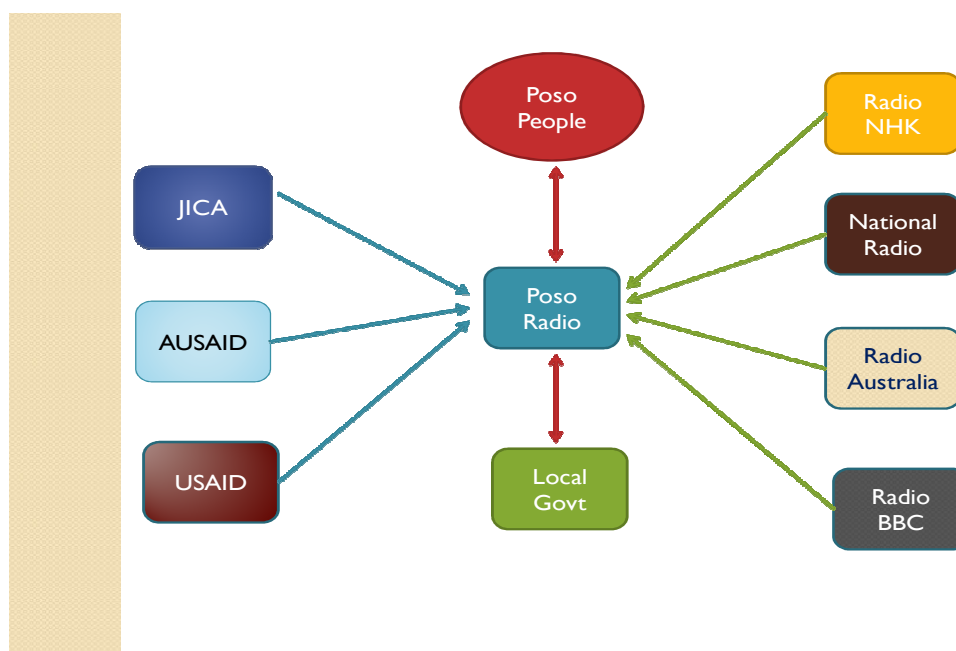 Poso
People
Radio
NHK
JICA
National
Radio
Poso
Radio
AUSAID
Radio
Australia
USAID
Local
Govt
Radio
BBC